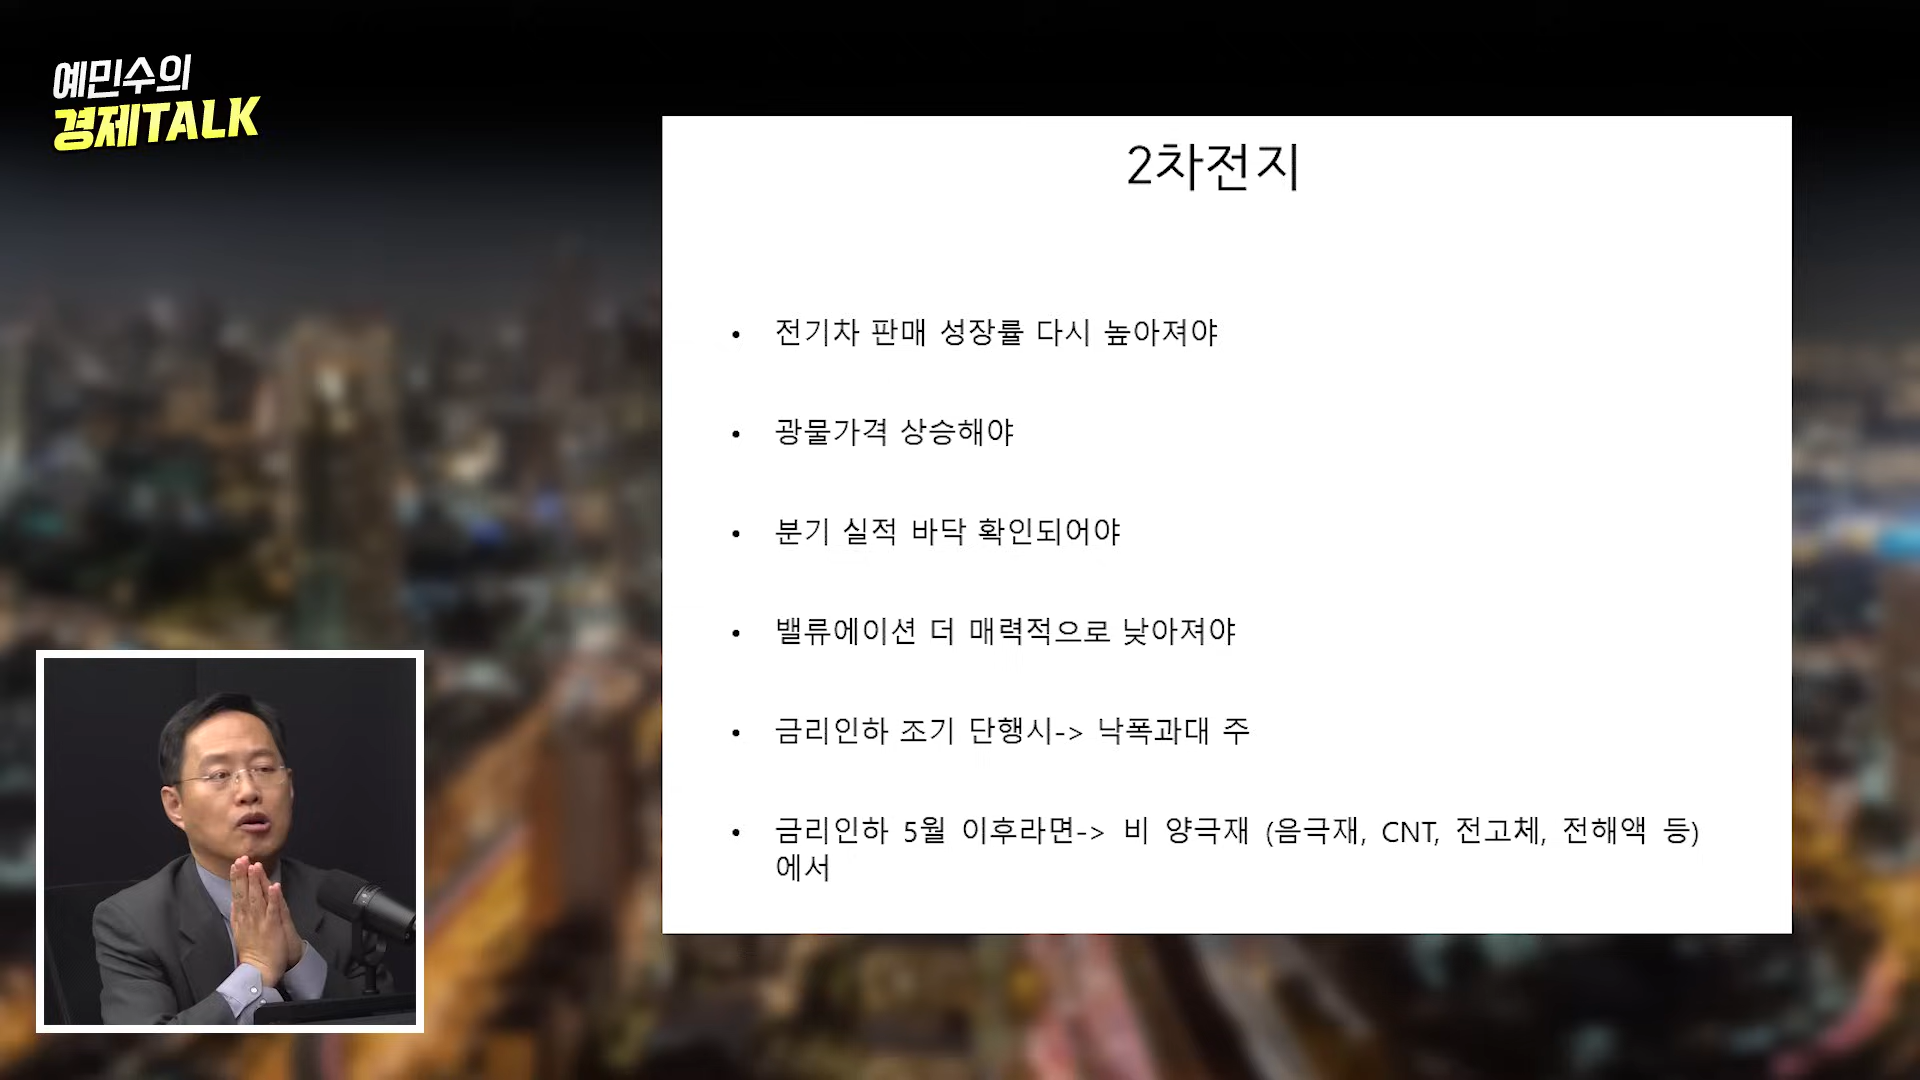 예민수의
경제TALK
2차전지
• 전기차 판매 성장률 다시 높아져야
• 광물가격 상승해야
• 분기 실적 바닥 확인되어야
• 밸류에이션 더 매력적으로 낮아져야
• 금리인하 조기 단행시-> 낙폭과대 주
• 금리인하 5월 이후라면-> 비 양극재 (음극재, CNT, 전고체, 전해액 등)
에서